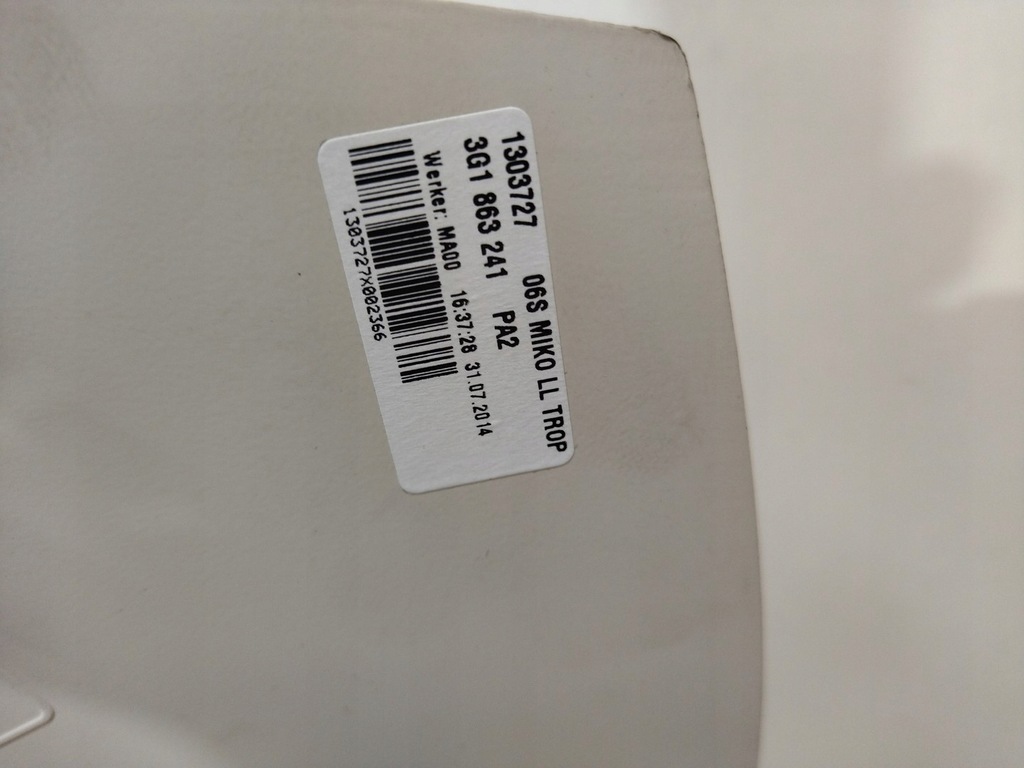 1303727 06S MIKO LL TROP
3G1 863 241 PA2
Werker: MA00 16:37:28 31.07.2014
1303727X002366